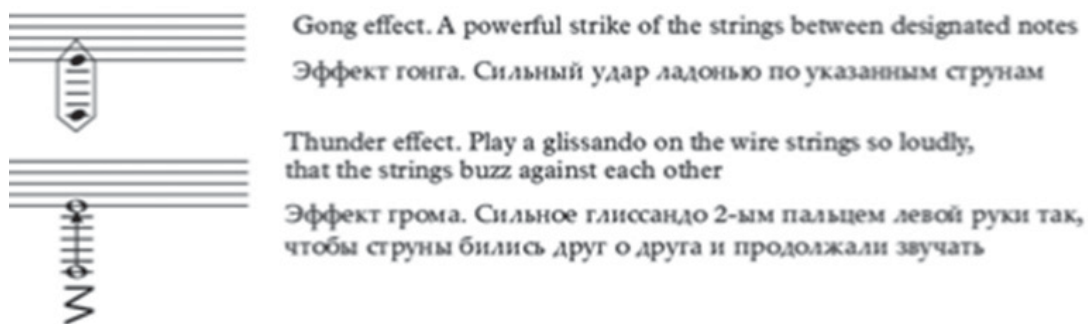 Gong effect. A powerful strike of the strings between designated notes
Эффект гонга. Сильный удар ладонью по указанным струнам
Thunder effect. Play a glissando on the wire strings so loudly,
that the strings buzz against each other
Эффект грома. Сильное глиссандо 2-ым пальцем левой руки так,
чтобы струны бились друг о друга и продолжали звучать